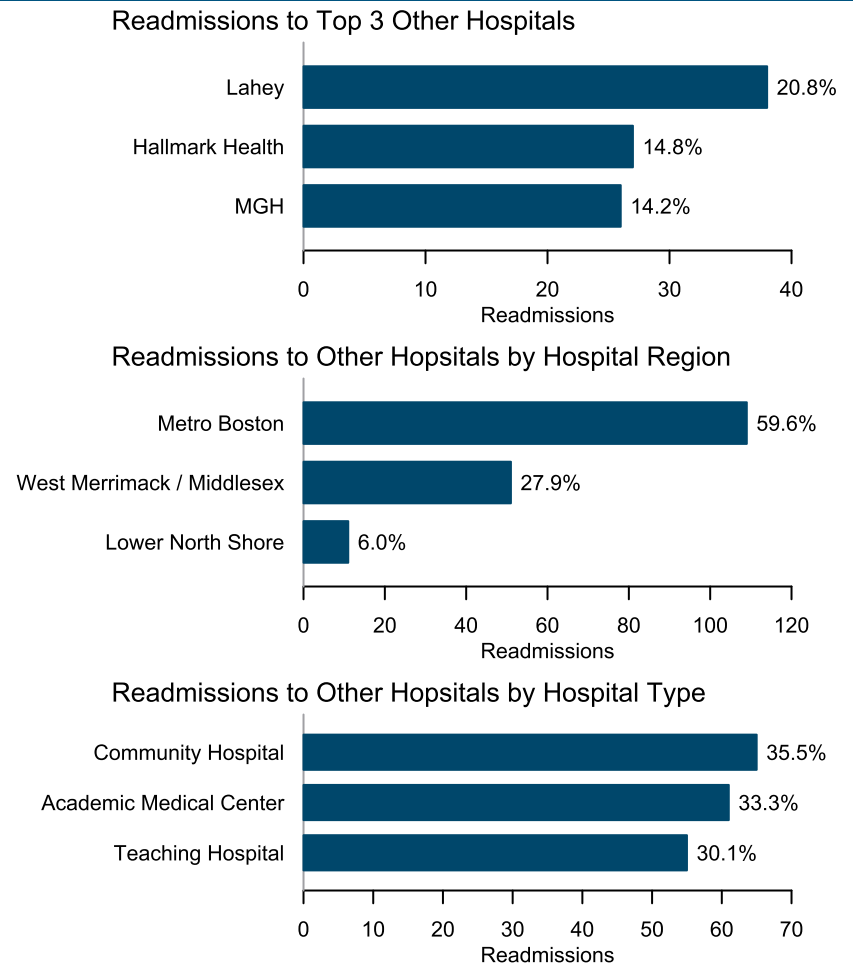 Readmissions to Top 3 Other Hospitals
Lahey 20.8%
Hallmark Health 14.8%
MGH 14.2%
0 10 20 30 40
Readmissions
Readmissions to Other Hopsitals by Hospital Region
Metro Boston 59.6%
West Merrimack / Middlesex 27.9%
Lower North Shore 6.0%
0 20 40 60 80 100 120
Readmissions
Readmissions to Other Hopsitals by Hospital Type
Community Hospital 35.5%
Academic Medical Center 33.3%
Teaching Hospital 30.1%
0 10 20 30 40 50 60 70
Readmissions